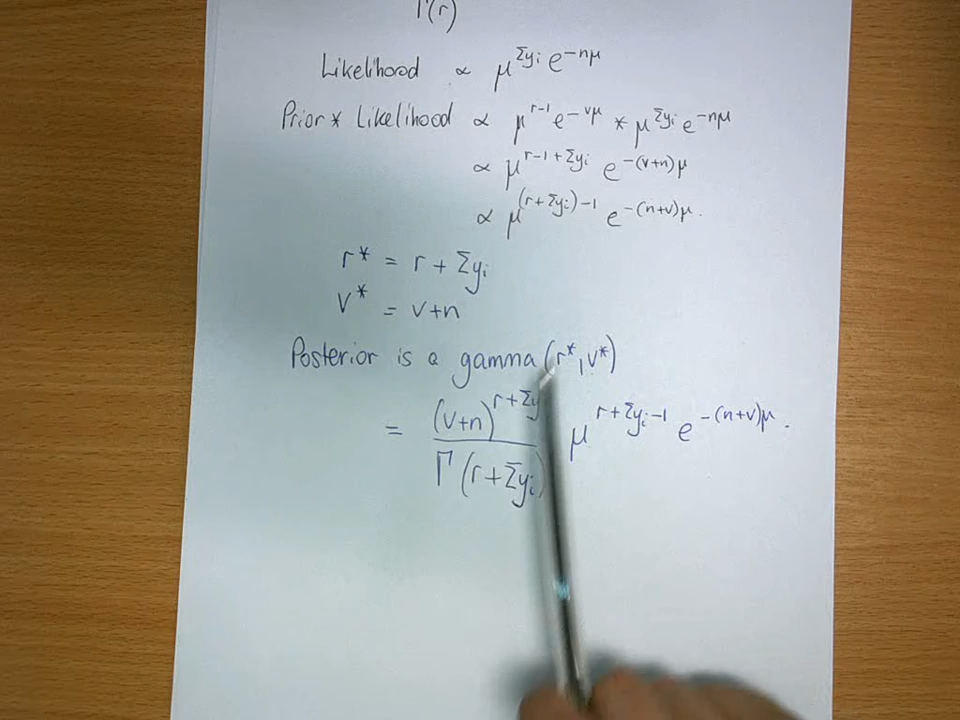 Γ(r)
Likelihood ∝ μ^{Σyᵢ} e^{-nμ}
Prior * Likelihood ∝ μ^{r-1} e^{-vμ} * μ^{Σyᵢ} e^{-nμ}
∝ μ^{r-1+Σyᵢ} e^{-(v+n)μ}
∝ μ^{(r+Σyᵢ)-1} e^{-(n+v)μ}.
r* = r + Σyᵢ
v* = v+n
Posterior is a gamma (r*, v*)
= (v+n)^{r+Σy} / Γ(r+Σyᵢ) μ^{r+Σyᵢ-1} e^{-(n+v)μ}.